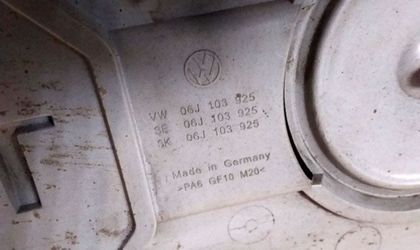 VW 06J 103 925
SE 06J 103 925
SK 06J 103 925
Made in Germany
>PA6 GF10 M20<